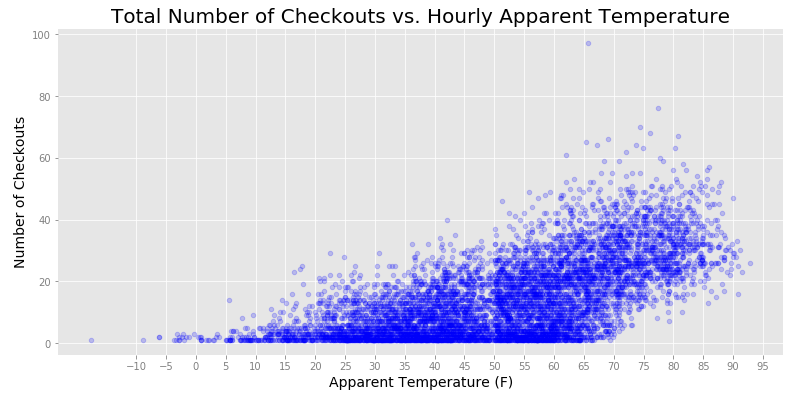 Total Number of Checkouts vs. Hourly Apparent Temperature
100
80
60
40
20
0
Number of Checkouts
−10 −5 0 5 10 15 20 25 30 35 40 45 50 55 60 65 70 75 80 85 90 95
Apparent Temperature (F)